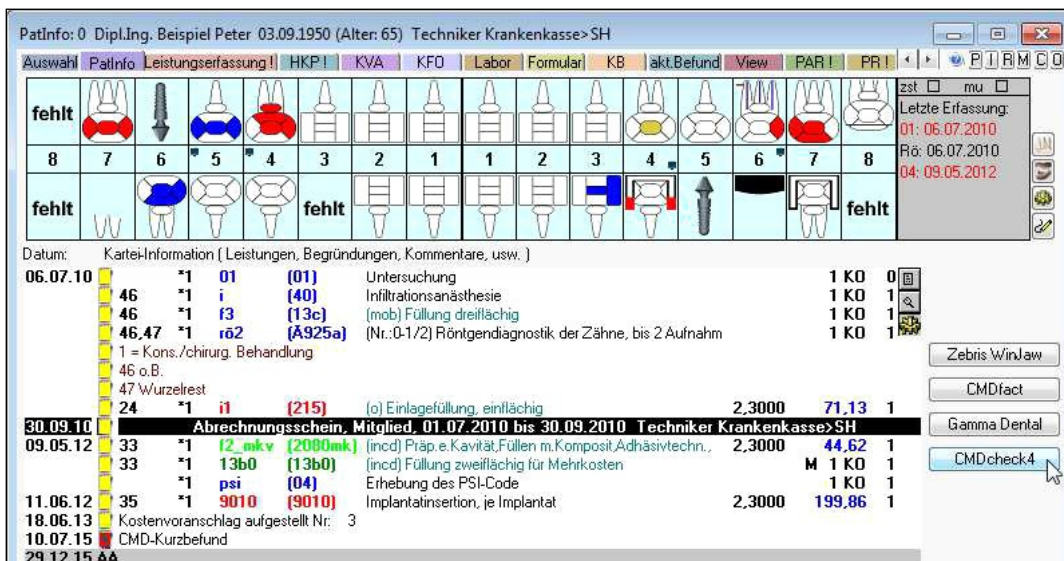 PatInfo: 0 Dipl.Ing. Beispiel Peter 03.09.1950 (Alter: 65) Techniker Krankenkasse>SH
Auswahl PatInfo Leistungserfassung ! HKP ! KVA KFO Labor Formular KB akt.Befund View PAR ! PR ! P I R M C O
zst mu
fehlt
Letzte Erfassung:
01: 06.07.2010
Rö: 06.07.2010
04: 09.05.2012
8 7 6 5 4 3 2 1 1 2 3 4 5 6 7 8
fehlt fehlt fehlt
Datum: Kartei-Information ( Leistungen, Begründungen, Kommentare, usw. )
06.07.10 *1 01 (01) Untersuchung 1 KO 0
46 *1 i (40) Infiltrationsanästhesie 1 KO 1
46 *1 f3 (13c) (mob) Füllung dreiflächig 1 KO 1
46,47 *1 rö2 (Ä925a) (Nr.:0-1/2) Röntgendiagnostik der Zähne, bis 2 Aufnahm 1 KO 1
1 = Kons./chirurg. Behandlung
46 o.B.
47 Wurzelrest
24 *1 i1 (215) (o) Einlagefüllung, einflächig 2,3000 71,13 1
30.09.10 Abrechnungsschein, Mitglied, 01.07.2010 bis 30.09.2010 Techniker Krankenkasse>SH
09.05.12 33 *1 f2_mkv (2080mk) (incd) Präp.e.Kavität,Füllen m.Komposit,Adhäsivtechn., 2,3000 44,62 1
33 *1 13b0 (13b0) (incd) Füllung zweiflächig für Mehrkosten M 1 KO 1
*1 psi (04) Erhebung des PSI-Code 1 KO 1
11.06.12 35 *1 9010 (9010) Implantatinsertion, je Implantat 2,3000 199,86 1
18.06.13 Kostenvoranschlag aufgestellt Nr: 3
10.07.15 CMD-Kurzbefund
29.12.15 AA
Zebris WinJaw
CMDfact
Gamma Dental
CMDcheck4